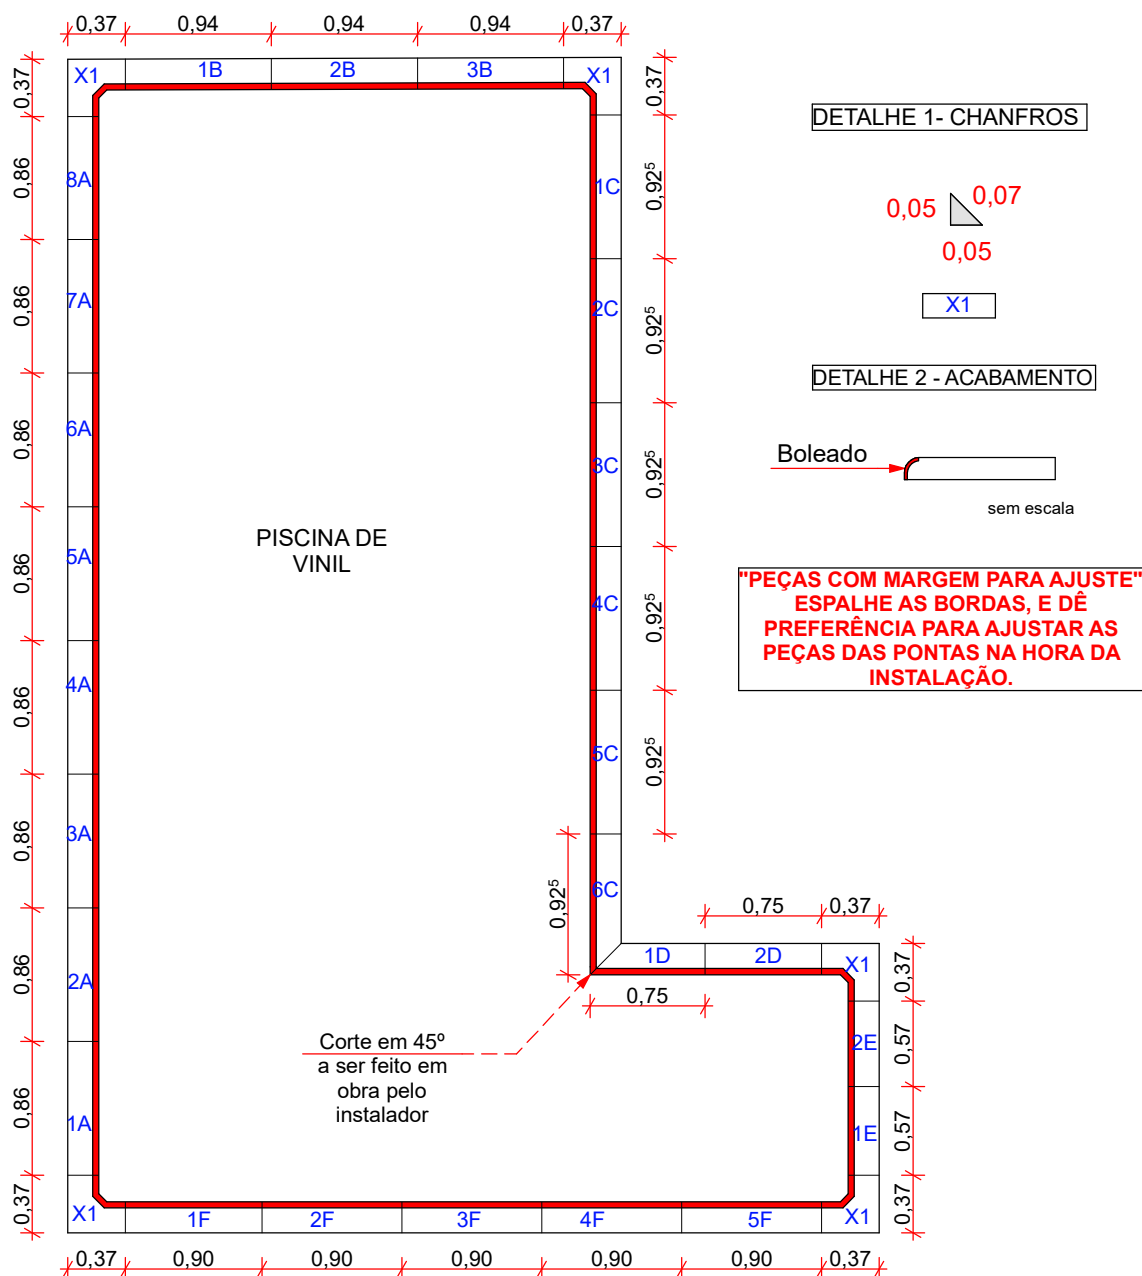 0,37 0,94 0,94 0,94 0,37
X1 1B 2B 3B X1
0,37
0,86
0,86
0,86
0,86
0,86
0,86
0,86
0,86
0,37
8A
7A
6A
5A
4A
3A
2A
1A
PISCINA DE
VINIL
1C
2C
3C
4C
5C
6C
0,37
0,92⁵
0,92⁵
0,92⁵
0,92⁵
0,92⁵
0,92⁵
DETALHE 1- CHANFROS
0,05 0,07
0,05
X1
DETALHE 2 - ACABAMENTO
Boleado
sem escala
"PEÇAS COM MARGEM PARA AJUSTE"
ESPALHE AS BORDAS, E DÊ
PREFERÊNCIA PARA AJUSTAR AS
PEÇAS DAS PONTAS NA HORA DA
INSTALAÇÃO.
0,75 0,37
1D 2D X1
0,75
0,37
0,57
0,57
0,37
2E
1E
Corte em 45º
a ser feito em
obra pelo
instalador
X1 1F 2F 3F 4F 5F X1
0,37 0,90 0,90 0,90 0,90 0,90 0,37